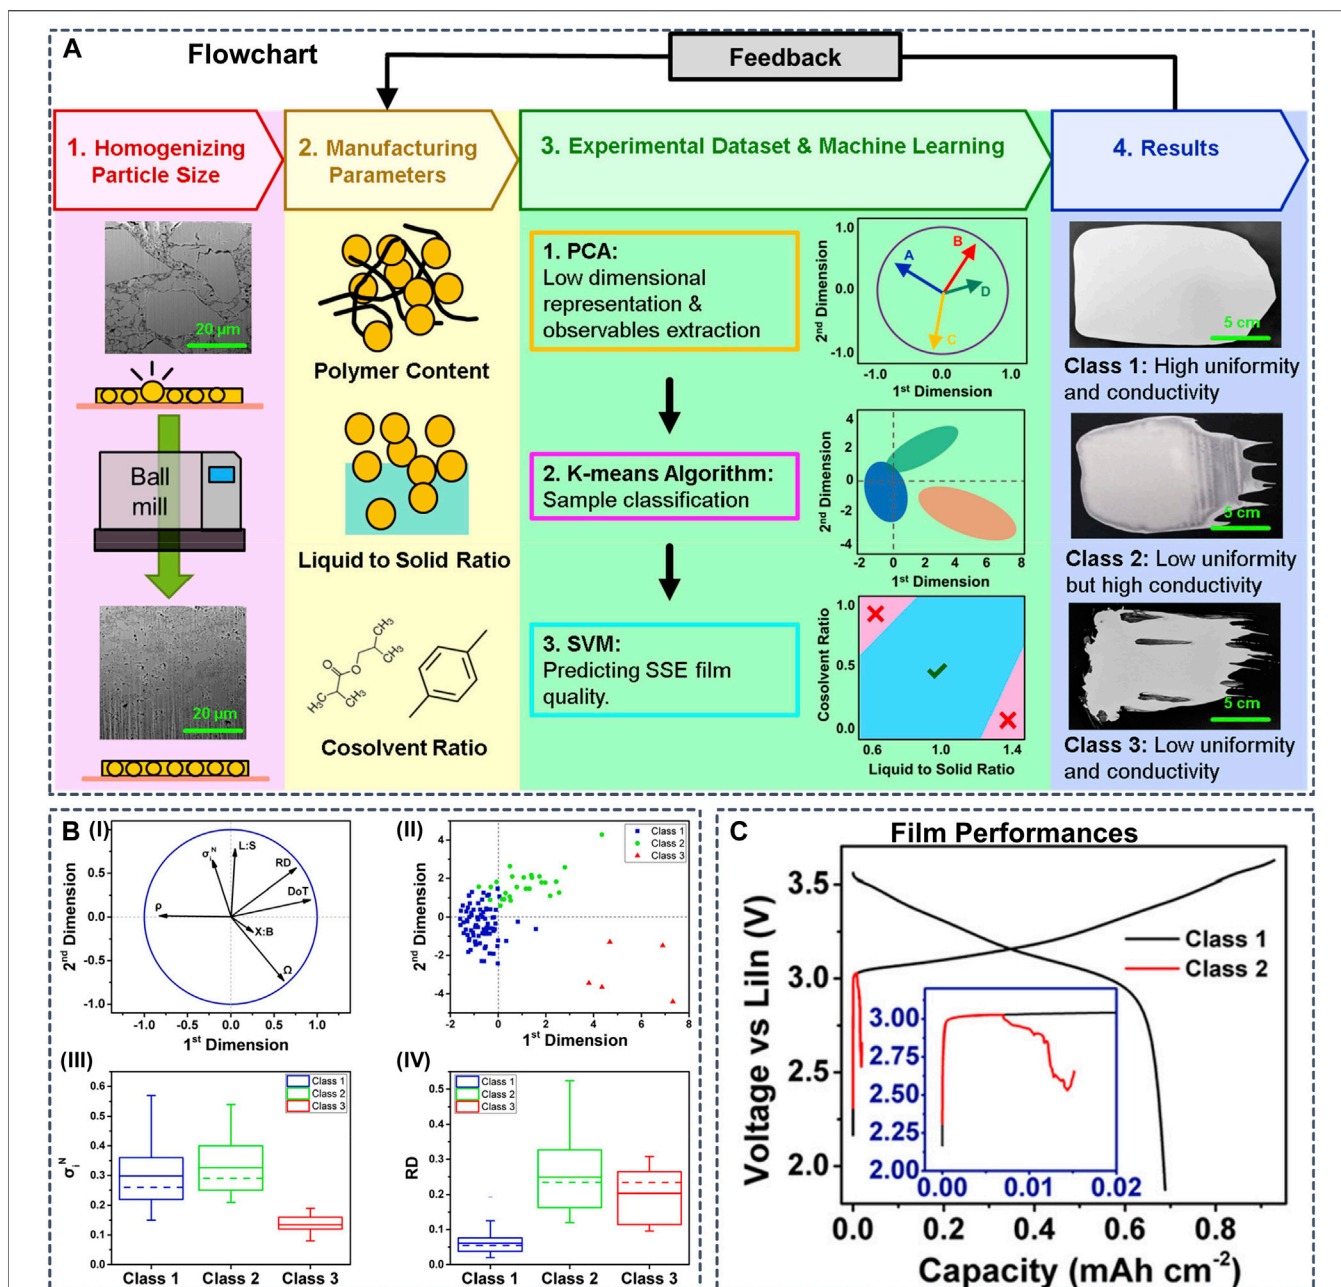 A
Flowchart
Feedback
1. Homogenizing
Particle Size
2. Manufacturing
Parameters
3. Experimental Dataset & Machine Learning
4. Results
20 µm
Ball
mill
20 µm
Polymer Content
Liquid to Solid Ratio
H₃C
CH₃
O
O
CH₃
CH₃
Cosolvent Ratio
1. PCA:
Low dimensional
representation &
observables extraction
2. K-means Algorithm:
Sample classification
3. SVM:
Predicting SSE film
quality.
2nd Dimension
1.0
0.0
-1.0
A
B
C
D
-1.0
0.0
1.0
1st Dimension
2nd Dimension
4
2
0
-2
-4
-2
0
2
4
6
8
1st Dimension
Cosolvent Ratio
1.0
0.5
0.0
0.6
1.0
1.4
Liquid to Solid Ratio
5 cm
Class 1: High uniformity
and conductivity
5 cm
Class 2: Low uniformity
but high conductivity
5 cm
Class 3: Low uniformity
and conductivity
B
(I)
2nd Dimension
1.0
0.5
0.0
-0.5
-1.0
σiN
L:S
RD
DoT
ρ
X:B
Ω
-1.0
-0.5
0.0
0.5
1.0
1st Dimension
(II)
2nd Dimension
4
2
0
-2
-4
Class 1
Class 2
Class 3
-2
0
2
4
6
8
1st Dimension
(III)
σiN
0.6
0.5
0.4
0.3
0.2
0.1
0.0
Class 1
Class 2
Class 3
Class 1
Class 2
Class 3
(IV)
RD
0.5
0.4
0.3
0.2
0.1
0.0
Class 1
Class 2
Class 3
Class 1
Class 2
Class 3
C
Film Performances
Voltage vs LiIn (V)
3.5
3.0
2.5
2.0
Class 1
Class 2
3.00
2.75
2.50
2.25
2.00
0.00
0.01
0.02
0.0
0.2
0.4
0.6
0.8
Capacity (mAh cm-2)